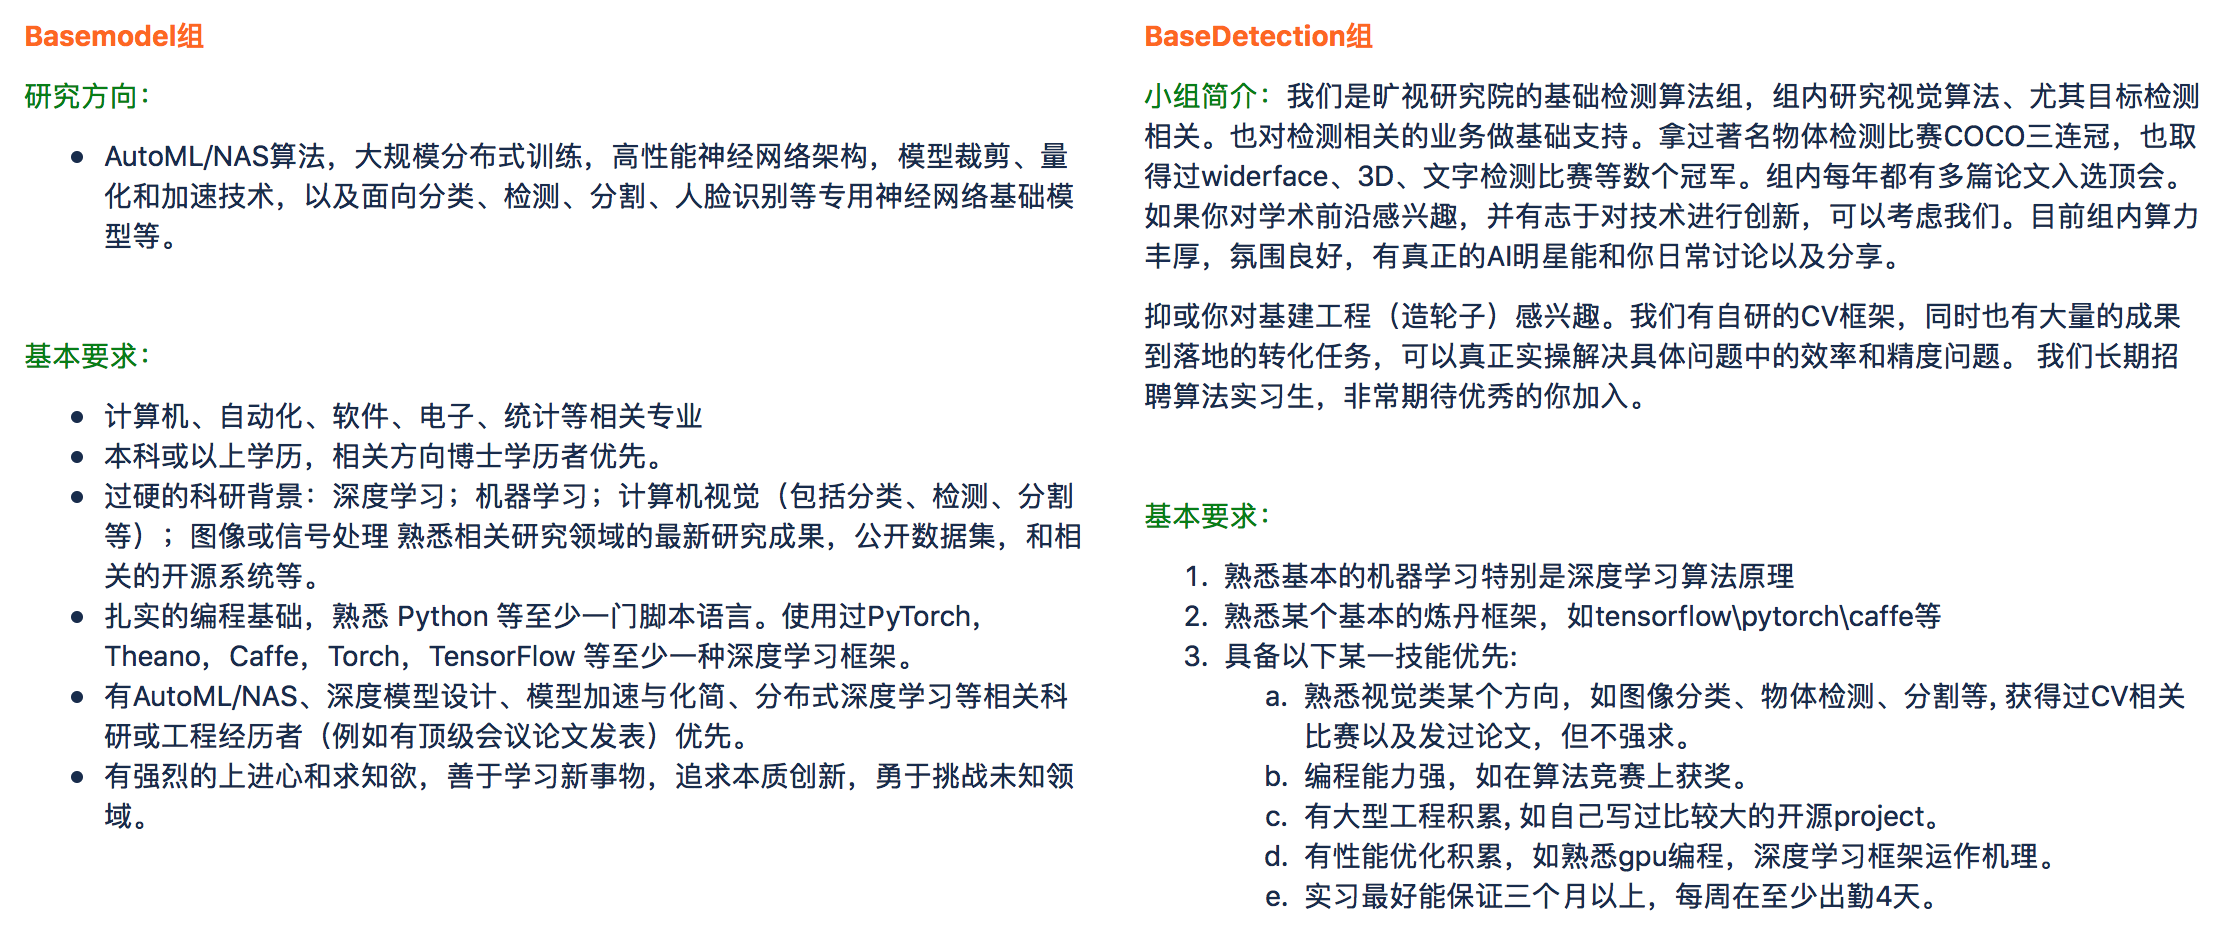 Basemodel组
研究方向：
• AutoML/NAS算法，大规模分布式训练，高性能神经网络架构，模型裁剪、量
化和加速技术，以及面向分类、检测、分割、人脸识别等专用神经网络基础模
型等。
基本要求：
• 计算机、自动化、软件、电子、统计等相关专业
• 本科或以上学历，相关方向博士学历者优先。
• 过硬的科研背景：深度学习；机器学习；计算机视觉（包括分类、检测、分割
等）；图像或信号处理 熟悉相关研究领域的最新研究成果，公开数据集，和相
关的开源系统等。
• 扎实的编程基础，熟悉 Python 等至少一门脚本语言。使用过PyTorch，
Theano，Caffe，Torch，TensorFlow 等至少一种深度学习框架。
• 有AutoML/NAS、深度模型设计、模型加速与化简、分布式深度学习等相关科
研或工程经历者（例如有顶级会议论文发表）优先。
• 有强烈的上进心和求知欲，善于学习新事物，追求本质创新，勇于挑战未知领
域。
BaseDetection组
小组简介：我们是旷视研究院的基础检测算法组，组内研究视觉算法、尤其目标检测
相关。也对检测相关的业务做基础支持。拿过著名物体检测比赛COCO三连冠，也取
得过widerface、3D、文字检测比赛等数个冠军。组内每年都有多篇论文入选顶会。
如果你对学术前沿感兴趣，并有志于对技术进行创新，可以考虑我们。目前组内算力
丰厚，氛围良好，有真正的AI明星能和你日常讨论以及分享。
抑或你对基建工程（造轮子）感兴趣。我们有自研的CV框架，同时也有大量的成果
到落地的转化任务，可以真正实操解决具体问题中的效率和精度问题。 我们长期招
聘算法实习生，非常期待优秀的你加入。
基本要求：
1. 熟悉基本的机器学习特别是深度学习算法原理
2. 熟悉某个基本的炼丹框架，如tensorflow\pytorch\caffe等
3. 具备以下某一技能优先:
a. 熟悉视觉类某个方向，如图像分类、物体检测、分割等, 获得过CV相关
比赛以及发过论文，但不强求。
b. 编程能力强，如在算法竞赛上获奖。
c. 有大型工程积累, 如自己写过比较大的开源project。
d. 有性能优化积累，如熟悉gpu编程，深度学习框架运作机理。
e. 实习最好能保证三个月以上，每周在至少出勤4天。